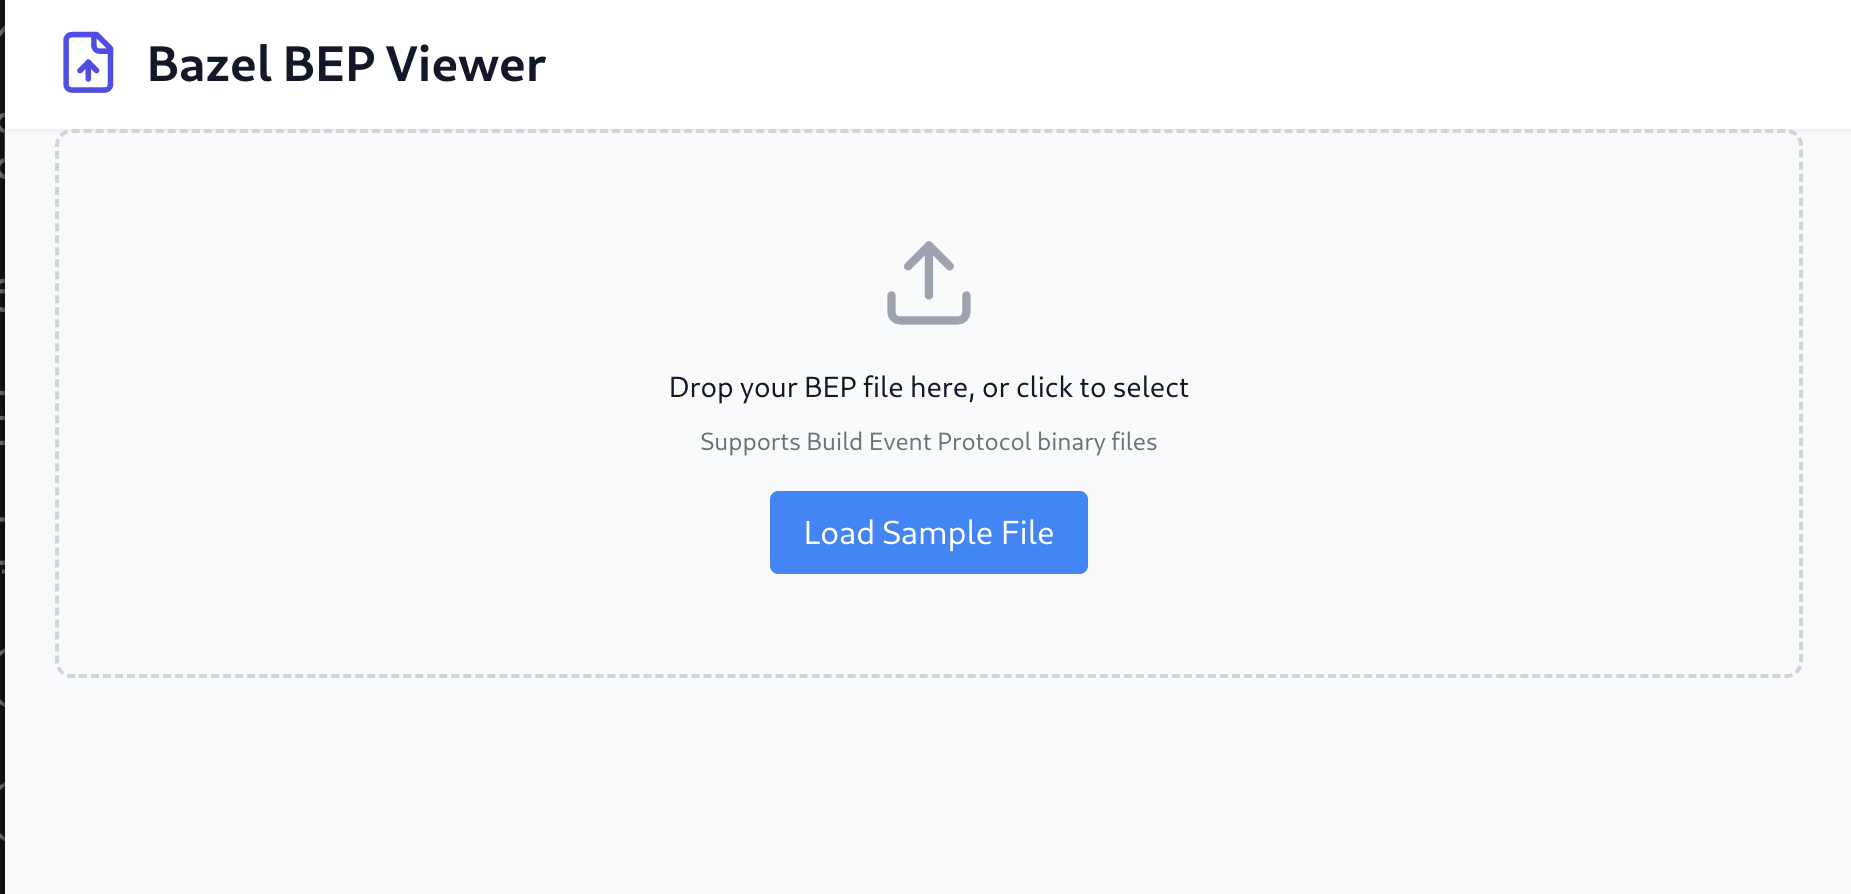 Bazel BEP Viewer
Drop your BEP file here, or click to select
Supports Build Event Protocol binary files
Load Sample File